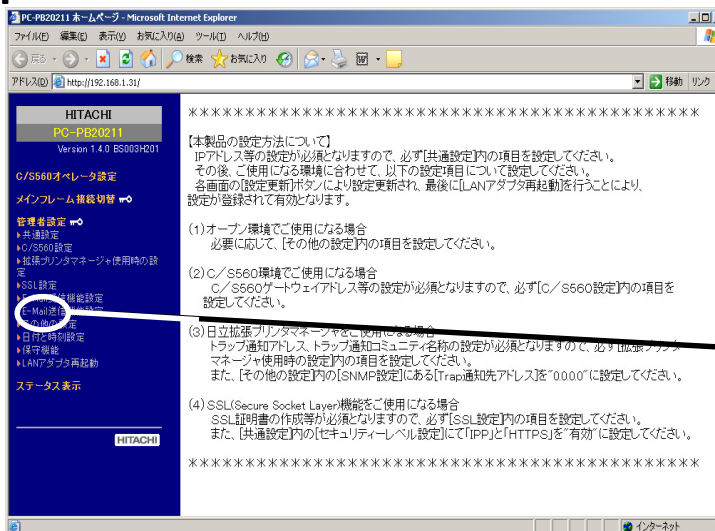 PC-PB20211 ホームページ - Microsoft Internet Explorer
ファイル(F) 編集(E) 表示(V) お気に入り(A) ツール(T) ヘルプ(H)
戻る 検索 お気に入り
アドレス(D) http://192.168.1.31/ 移動 リンク
HITACHI
PC-PB20211
Version 1.4.0 BS003H201
C/S560オペレータ設定
メインフレーム接続切替
管理者設定
共通設定
C/S560設定
拡張プリンタマネージャ使用時の設
定
SSL設定
E-Mail送信機能設定
E-Mail送
その他の設定
日付と時刻設定
保守機能
LANアダプタ再起動
ステータス表示
HITACHI
**********************************************
【本製品の設定方法について】
IPアドレス等の設定が必須となりますので、必ず[共通設定]内の項目を設定してください。
その後、ご使用になる環境に合わせて、以下の設定項目について設定してください。
各画面の[設定更新]ボタンにより設定更新され、最後に[LANアダプタ再起動]を行うことにより、
設定が登録されて有効となります。
(1)オープン環境でご使用になる場合
必要に応じて、[その他の設定]内の項目を設定してください。
(2)C/S560環境でご使用になる場合
C/S560ゲートウェイアドレス等の設定が必須となりますので、必ず[C/S560設定]内の項目を
設定してください。
(3)日立拡張プリンタマネージャをご使用になる場合
トラップ通知アドレス、トラップ通知コミュニティ名称の設定が必須となりますので、必ず[拡張プリンタ
マネージャ使用時の設定]内の項目を設定してください。
また、[その他の設定]内の[SNMP設定]にある[Trap通知先アドレス]を"0.0.0.0"に設定してください。
(4)SSL(Secure Socket Layer)機能をご使用になる場合
SSL証明書の作成等が必須となりますので、必ず[SSL設定]内の項目を設定してください。
また、[共通設定]内の[セキュリティーレベル設定]にて「IPP」と「HTTPS」を"有効"に設定してください。
**********************************************
インターネット